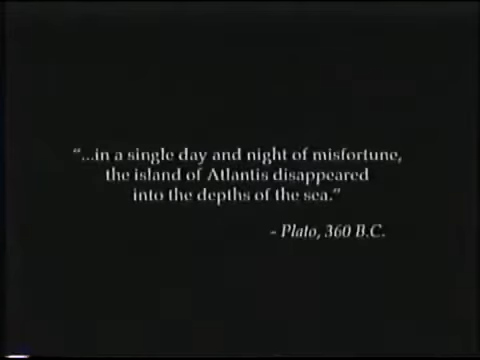 “...in a single day and night of misfortune,
the island of Atlantis disappeared
into the depths of the sea.”
- Plato, 360 B.C.